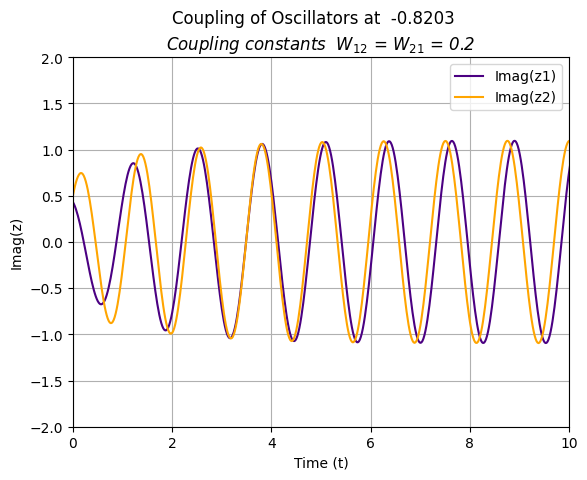 Coupling of Oscillators at  -0.8203
Coupling constants  W₁₂ = W₂₁ = 0.2
Imag(z1)
Imag(z2)
2.0
1.5
1.0
0.5
0.0
−0.5
−1.0
−1.5
−2.0
Imag(z)
0 2 4 6 8 10
Time (t)